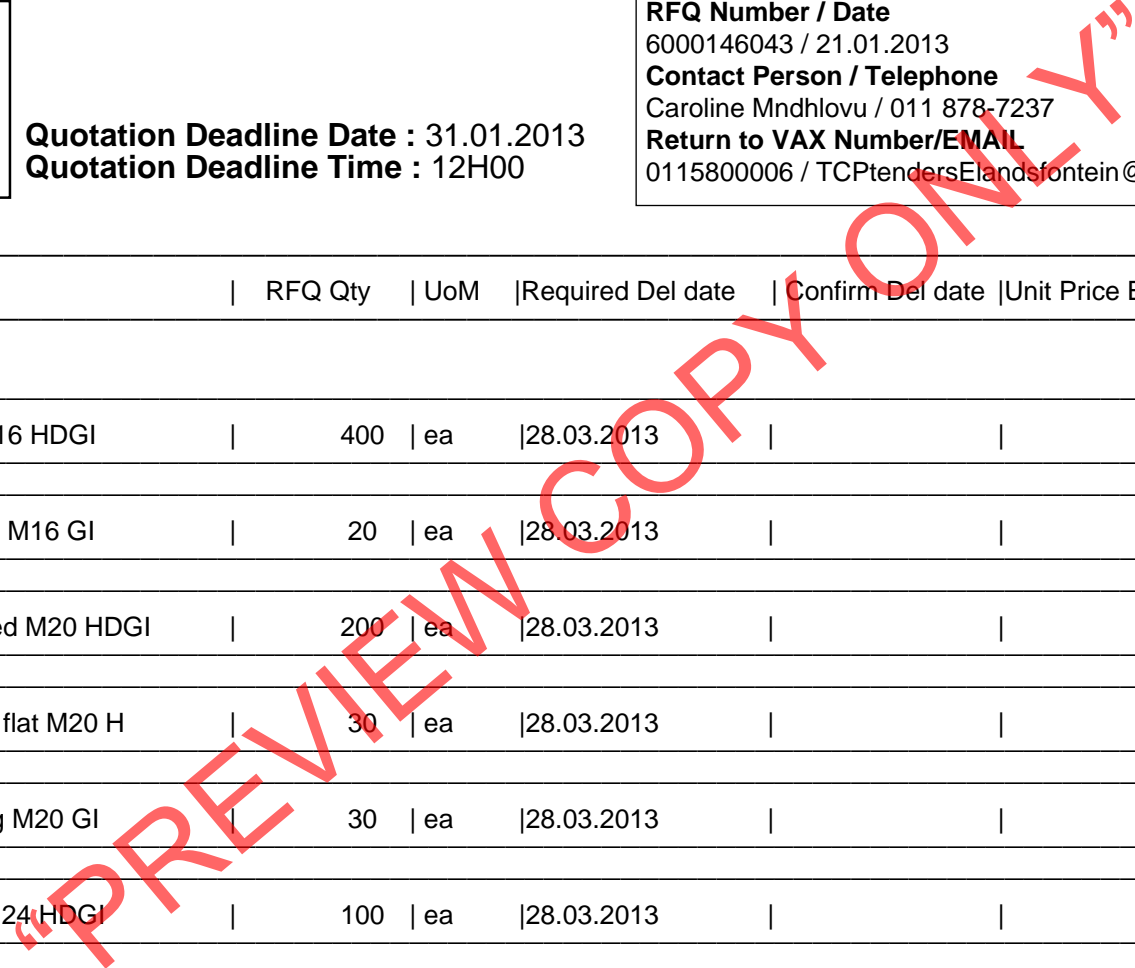 RFQ Number / Date
6000146043 / 21.01.2013
Contact Person / Telephone
Caroline Mndhlovu / 011 878-7237
Return to VAX Number/EMAIL
0115800006 / TCPtendersElandsfontein@
Quotation Deadline Date : 31.01.2013
Quotation Deadline Time : 12H00
| RFQ Qty | UoM |Required Del date | Confirm Del date |Unit Price E
16 HDGI | 400 | ea |28.03.2013 | |
M16 GI | 20 | ea |28.03.2013 | |
ed M20 HDGI | 200 | ea |28.03.2013 | |
flat M20 H | 30 | ea |28.03.2013 | |
g M20 GI | 30 | ea |28.03.2013 | |
24 HDGI | 100 | ea |28.03.2013 | |
“PREVIEW COPY ONLY”